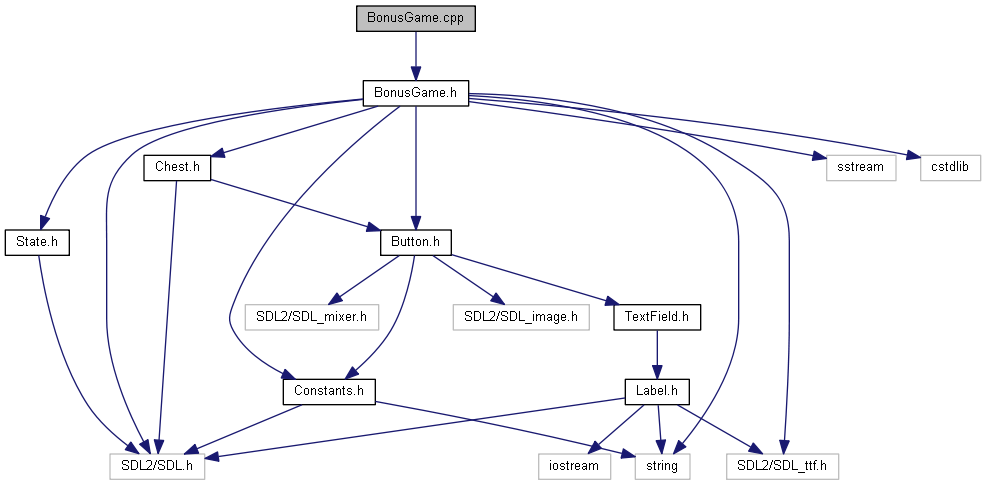 BonusGame.cpp
BonusGame.h
Chest.h
sstream
cstdlib
State.h
Button.h
SDL2/SDL_mixer.h
SDL2/SDL_image.h
TextField.h
Constants.h
Label.h
SDL2/SDL.h
iostream
string
SDL2/SDL_ttf.h